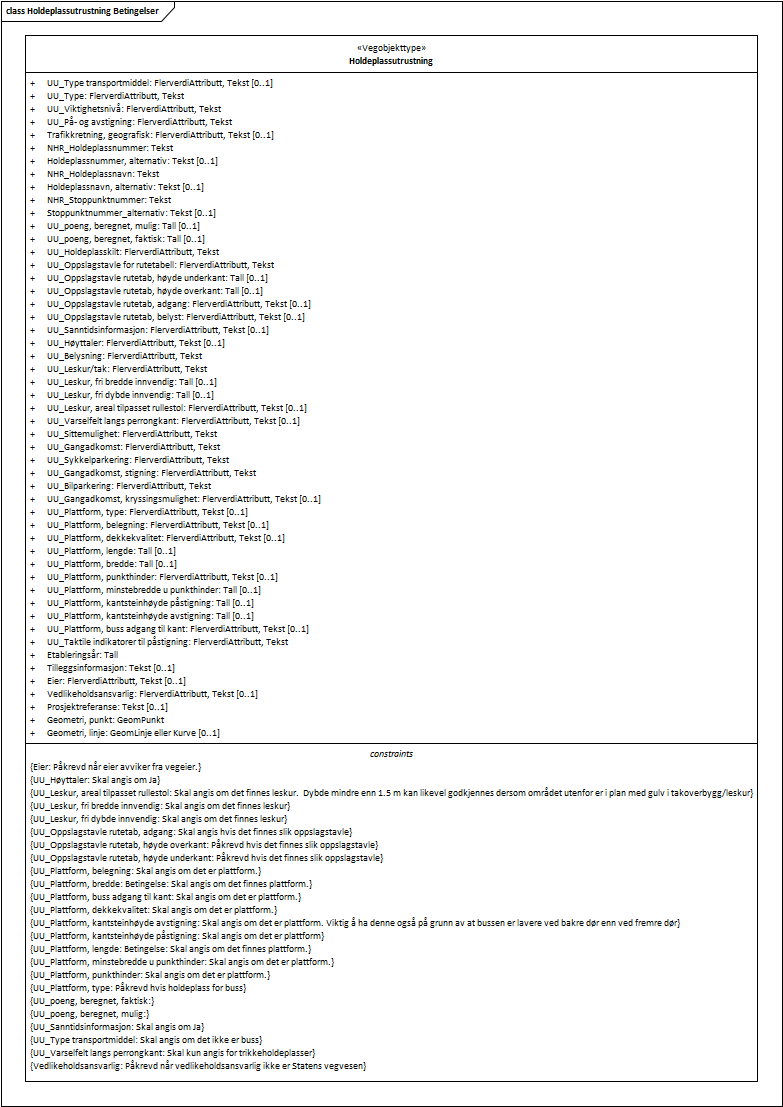 class Holdeplassutrustning Betingelser
«Vegobjekttype»
Holdeplassutrustning
+ UU_Type transportmiddel: FlerverdiAttributt, Tekst [0..1]
+ UU_Type: FlerverdiAttributt, Tekst
+ UU_Viktighetsnivå: FlerverdiAttributt, Tekst
+ UU_På- og avstigning: FlerverdiAttributt, Tekst
+ Trafikkretning, geografisk: FlerverdiAttributt, Tekst [0..1]
+ NHR_Holdeplassnummer: Tekst
+ Holdeplassnummer, alternativ: Tekst [0..1]
+ NHR_Holdeplassnavn: Tekst
+ Holdeplassnavn, alternativ: Tekst [0..1]
+ NHR_Stoppunktnummer: Tekst
+ Stoppunktnummer_alternativ: Tekst [0..1]
+ UU_poeng, beregnet, mulig: Tall [0..1]
+ UU_poeng, beregnet, faktisk: Tall [0..1]
+ UU_Holdeplasskilt: FlerverdiAttributt, Tekst
+ UU_Oppslagstavle for rutetabell: FlerverdiAttributt, Tekst
+ UU_Oppslagstavle rutetab, høyde underkant: Tall [0..1]
+ UU_Oppslagstavle rutetab, høyde overkant: Tall [0..1]
+ UU_Oppslagstavle rutetab, adgang: FlerverdiAttributt, Tekst [0..1]
+ UU_Oppslagstavle rutetab, belyst: FlerverdiAttributt, Tekst [0..1]
+ UU_Sanntidsinformasjon: FlerverdiAttributt, Tekst [0..1]
+ UU_Høyttaler: FlerverdiAttributt, Tekst [0..1]
+ UU_Belysning: FlerverdiAttributt, Tekst
+ UU_Leskur/tak: FlerverdiAttributt, Tekst
+ UU_Leskur, fri bredde innvendig: Tall [0..1]
+ UU_Leskur, fri dybde innvendig: Tall [0..1]
+ UU_Leskur, areal tilpasset rullestol: FlerverdiAttributt, Tekst [0..1]
+ UU_Varselfelt langs perrongkant: FlerverdiAttributt, Tekst [0..1]
+ UU_Sittemulighet: FlerverdiAttributt, Tekst
+ UU_Gangadkomst: FlerverdiAttributt, Tekst
+ UU_Sykkelparkering: FlerverdiAttributt, Tekst
+ UU_Gangadkomst, stigning: FlerverdiAttributt, Tekst
+ UU_Bilparkering: FlerverdiAttributt, Tekst
+ UU_Gangadkomst, kryssingsmulighet: FlerverdiAttributt, Tekst [0..1]
+ UU_Plattform, type: FlerverdiAttributt, Tekst [0..1]
+ UU_Plattform, belegning: FlerverdiAttributt, Tekst [0..1]
+ UU_Plattform, dekkekvalitet: FlerverdiAttributt, Tekst [0..1]
+ UU_Plattform, lengde: Tall [0..1]
+ UU_Plattform, bredde: Tall [0..1]
+ UU_Plattform, punkthinder: FlerverdiAttributt, Tekst [0..1]
+ UU_Plattform, minstebredde u punkthinder: Tall [0..1]
+ UU_Plattform, kantsteinhøyde påstigning: Tall [0..1]
+ UU_Plattform, kantsteinhøyde avstigning: Tall [0..1]
+ UU_Plattform, buss adgang til kant: FlerverdiAttributt, Tekst [0..1]
+ UU_Taktile indikatorer til påstigning: FlerverdiAttributt, Tekst
+ Etableringsår: Tall
+ Tilleggsinformasjon: Tekst [0..1]
+ Eier: FlerverdiAttributt, Tekst [0..1]
+ Vedlikeholdsansvarlig: FlerverdiAttributt, Tekst [0..1]
+ Prosjektreferanse: Tekst [0..1]
+ Geometri, punkt: GeomPunkt
+ Geometri, linje: GeomLinje eller Kurve [0..1]
constraints
{Eier: Påkrevd når eier avviker fra vegeier.}
{UU_Høyttaler: Skal angis om Ja}
{UU_Leskur, areal tilpasset rullestol: Skal angis om det finnes leskur.  Dybde mindre enn 1.5 m kan likevel godkjennes dersom området utenfor er i plan med gulv i takoverbygg/leskur}
{UU_Leskur, fri bredde innvendig: Skal angis om det finnes leskur}
{UU_Leskur, fri dybde innvendig: Skal angis om det finnes leskur}
{UU_Oppslagstavle rutetab, adgang: Skal angis hvis det finnes slik oppslagstavle}
{UU_Oppslagstavle rutetab, høyde overkant: Påkrevd hvis det finnes slik oppslagstavle}
{UU_Oppslagstavle rutetab, høyde underkant: Påkrevd hvis det finnes slik oppslagstavle}
{UU_Plattform, belegning: Skal angis om det er plattform.}
{UU_Plattform, bredde: Betingelse: Skal angis om det finnes plattform.}
{UU_Plattform, buss adgang til kant: Skal angis om det er plattform.}
{UU_Plattform, dekkekvalitet: Skal angis om det er plattform.}
{UU_Plattform, kantsteinhøyde avstigning: Skal angis om det er plattform. Viktig å ha denne også på grunn av at bussen er lavere ved bakre dør enn ved fremre dør}
{UU_Plattform, kantsteinhøyde påstigning: Skal angis om det er plattform}
{UU_Plattform, lengde: Betingelse: Skal angis om det finnes plattform.}
{UU_Plattform, minstebredde u punkthinder: Skal angis om det er plattform.}
{UU_Plattform, punkthinder: Skal angis om det er plattform.}
{UU_Plattform, type: Påkrevd hvis holdeplass for buss}
{UU_poeng, beregnet, faktisk:}
{UU_poeng, beregnet, mulig:}
{UU_Sanntidsinformasjon: Skal angis om Ja}
{UU_Type transportmiddel: Skal angis om det ikke er buss}
{UU_Varselfelt langs perrongkant: Skal kun angis for trikkeholdeplasser}
{Vedlikeholdsansvarlig: Påkrevd når vedlikeholdsansvarlig ikke er Statens vegvesen}